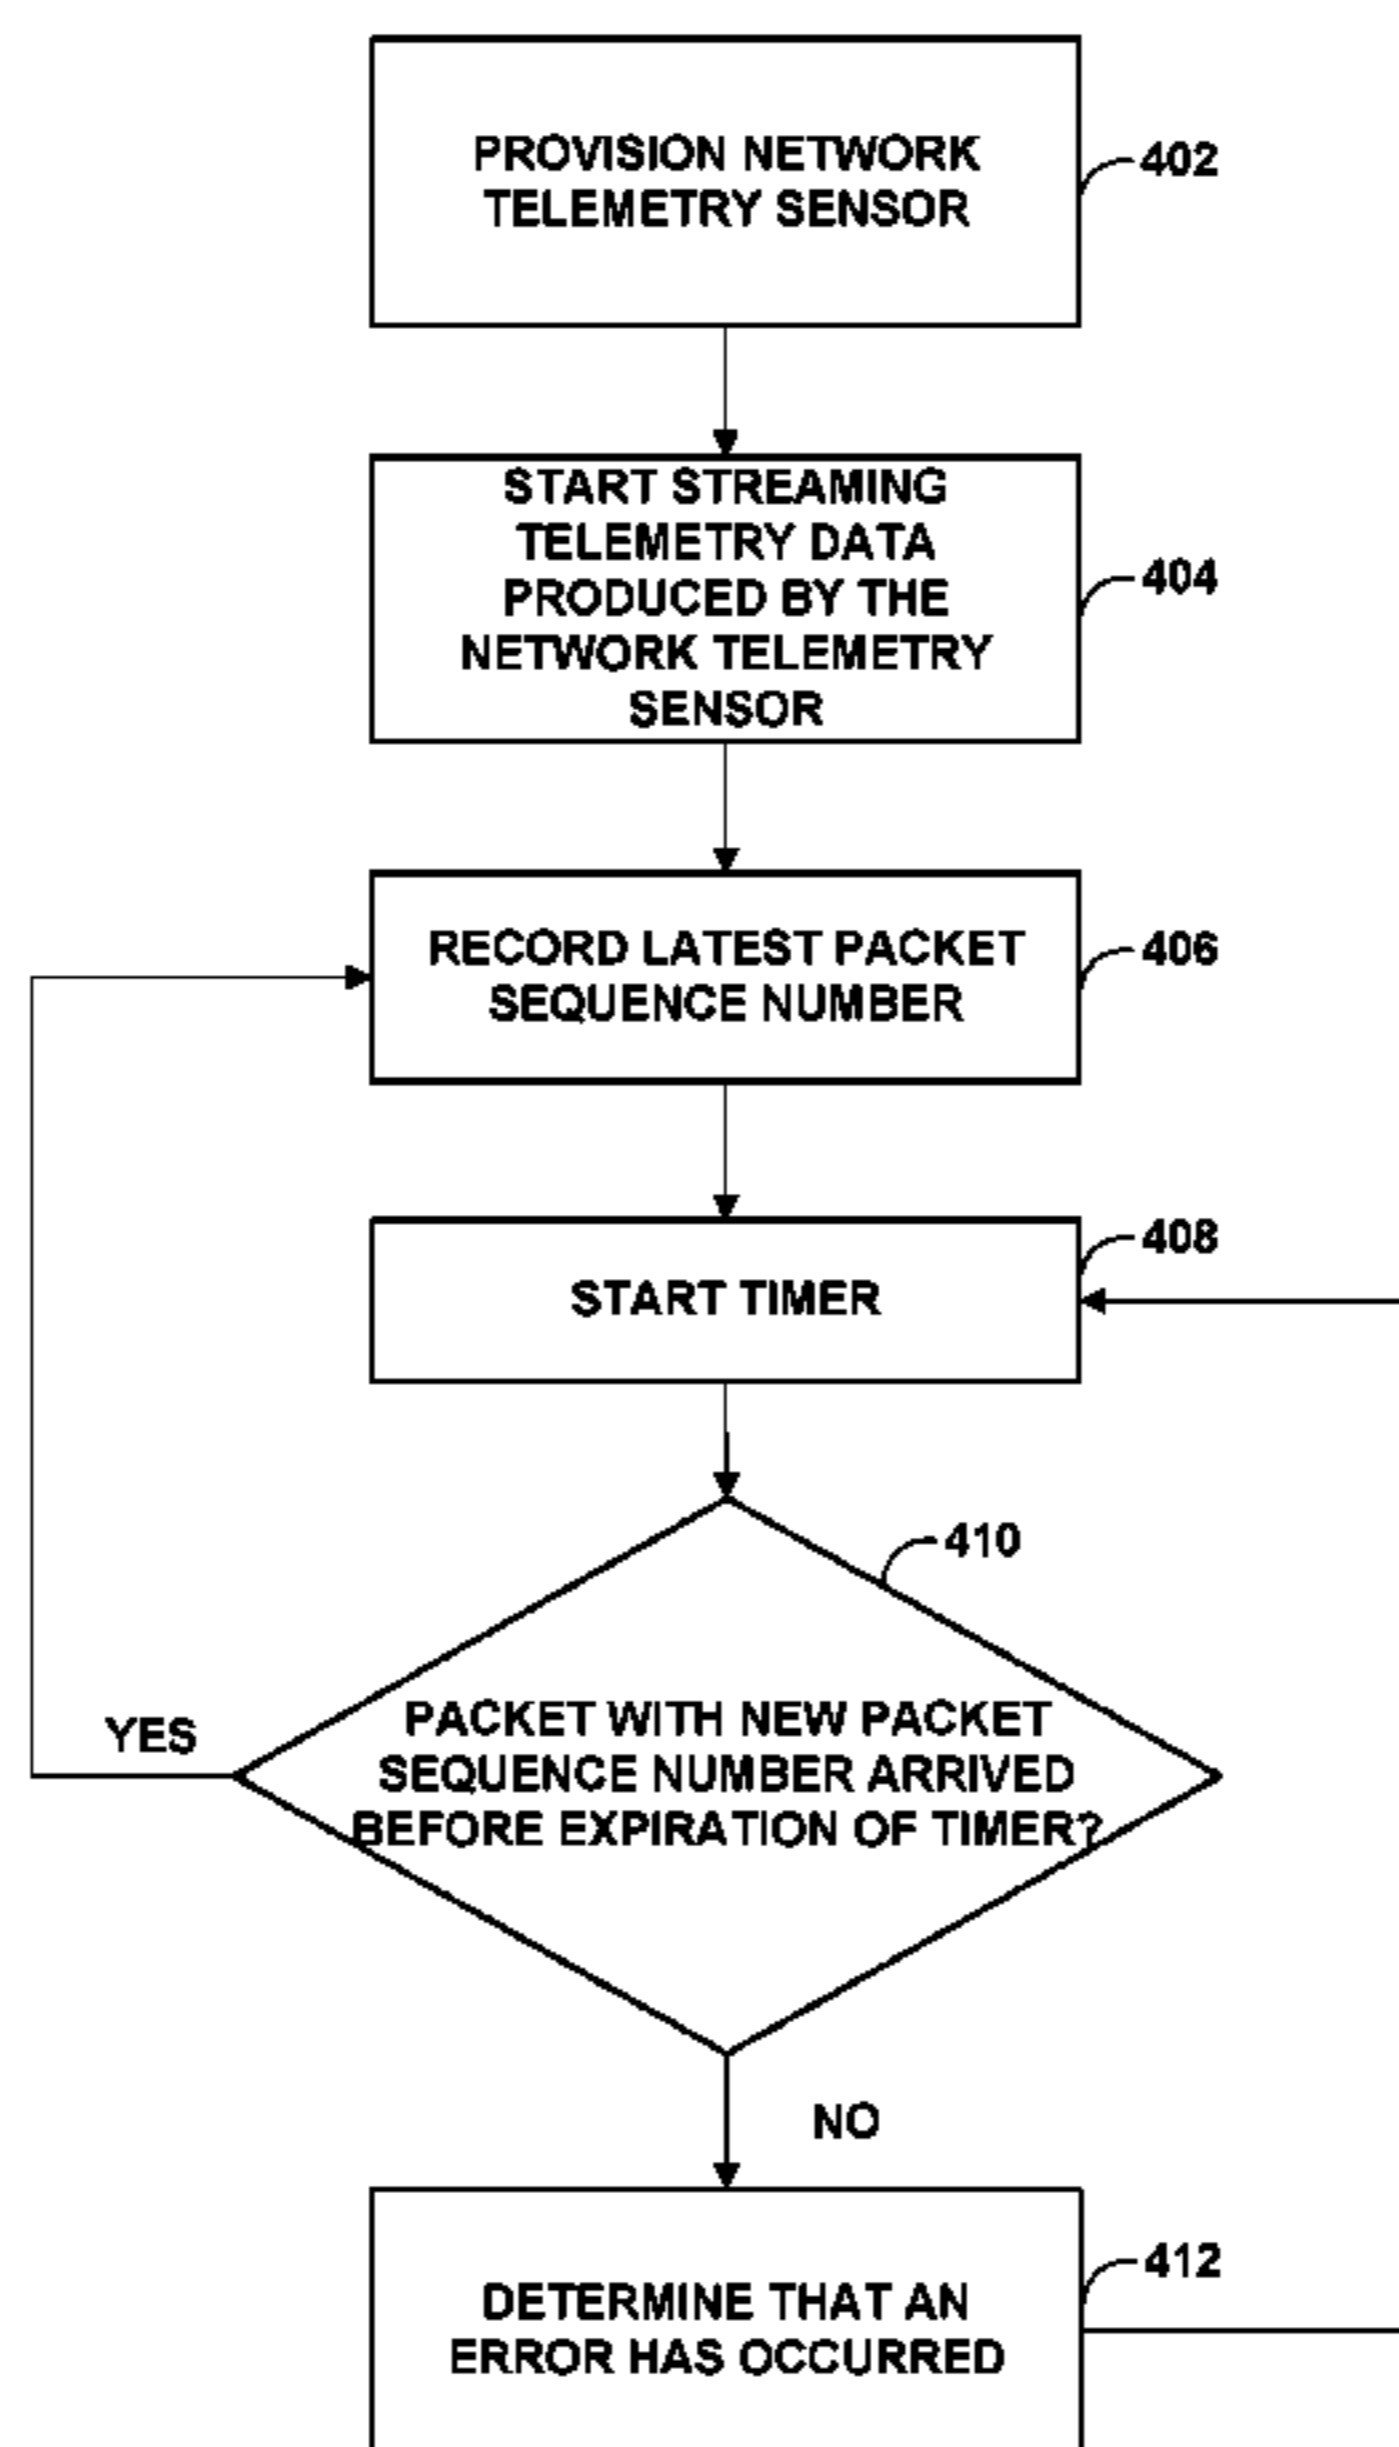 PROVISION NETWORK
TELEMETRY SENSOR
402
START STREAMING
TELEMETRY DATA
PRODUCED BY THE
NETWORK TELEMETRY
SENSOR
404
RECORD LATEST PACKET
SEQUENCE NUMBER
406
START TIMER
408
410
PACKET WITH NEW PACKET
SEQUENCE NUMBER ARRIVED
BEFORE EXPIRATION OF TIMER?
YES
NO
DETERMINE THAT AN
ERROR HAS OCCURRED
412